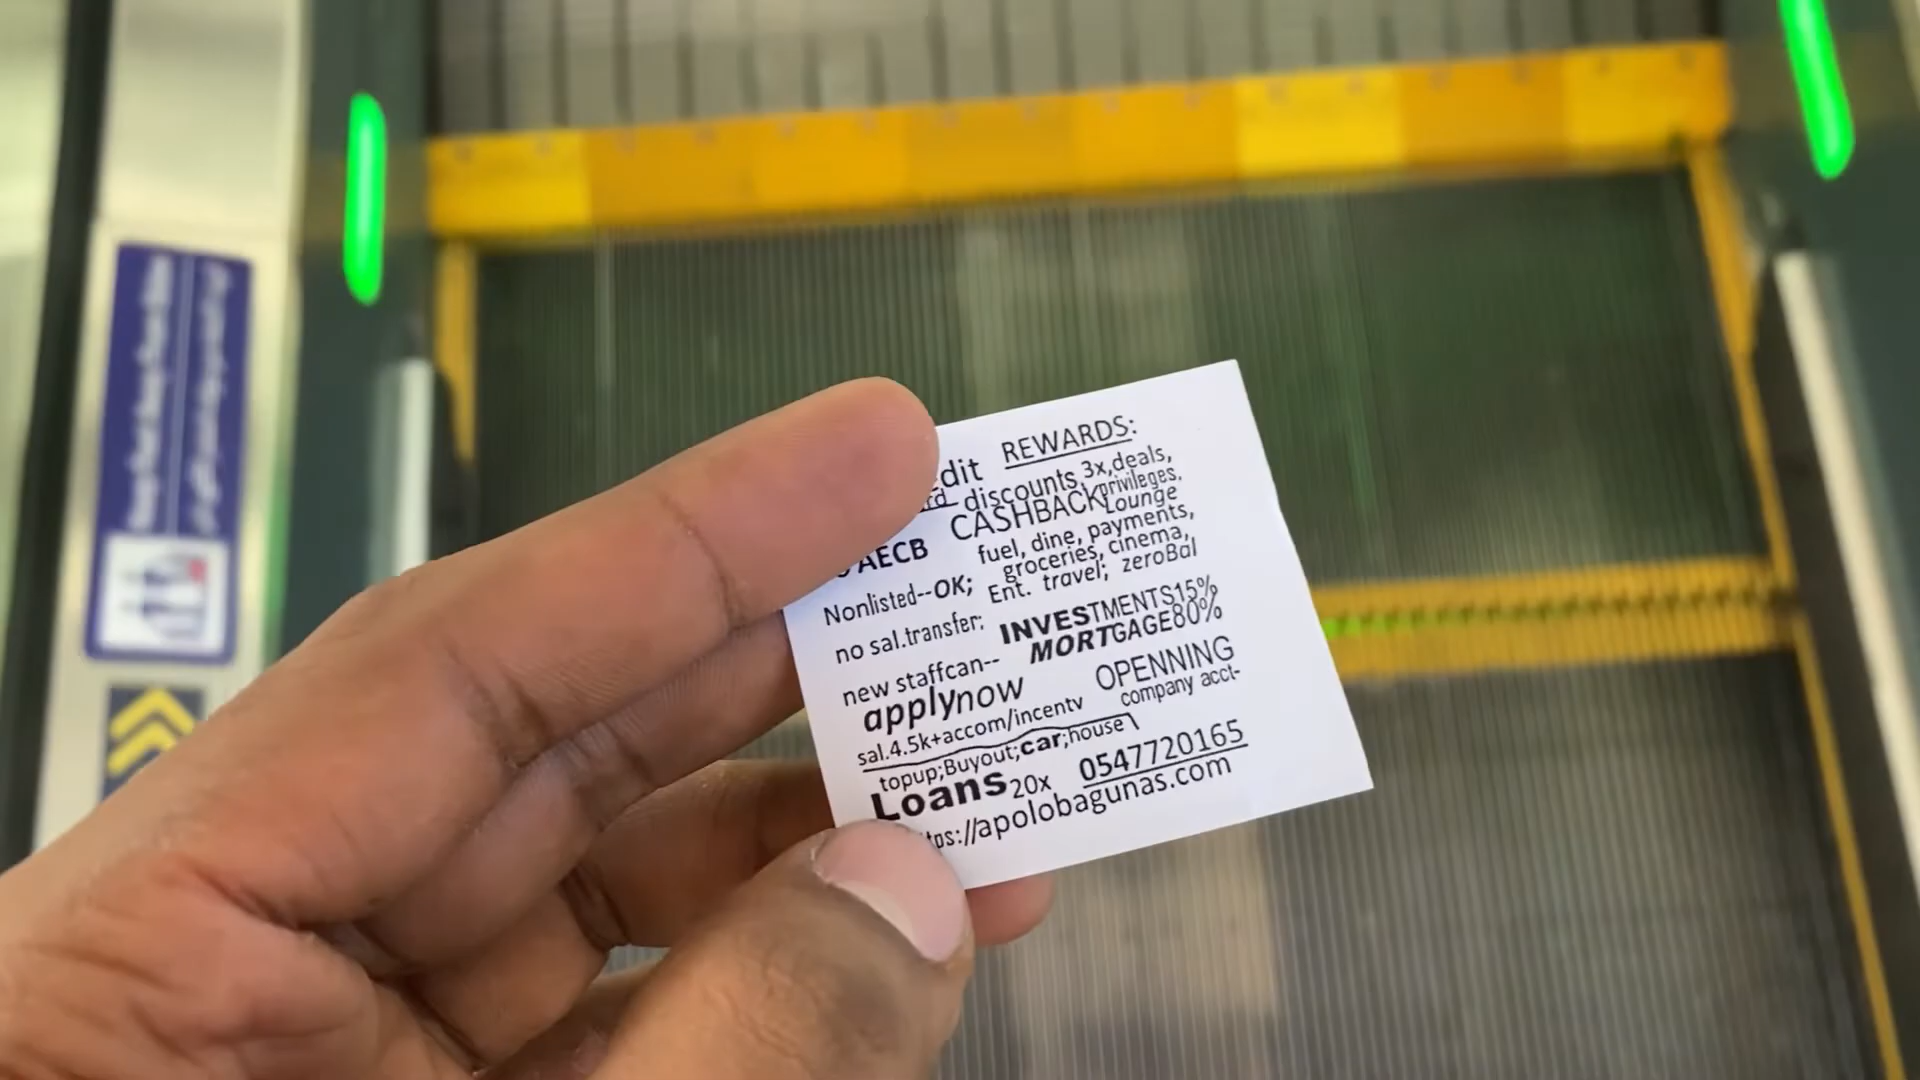 REWARDS:
discounts 3x,deals,
CASHBACK privileges,
Lounge
AECB
fuel, dine, payments,
groceries, cinema,
Nonlisted--OK;
Ent. travel; zeroBal
no sal.transfer;
INVESTMENTS15%
MORTGAGE80%
new staffcan--
applynow
OPENNING
company acct-
sal.4.5k+accom/incentv
topup;Buyout;car;house\
Loans 20x
0547720165
tps://apolobagunas.com